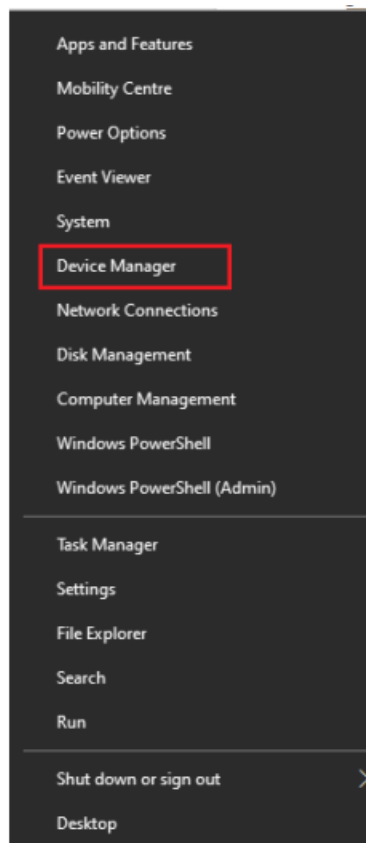 Apps and Features
Mobility Centre
Power Options
Event Viewer
System
Device Manager
Network Connections
Disk Management
Computer Management
Windows PowerShell
Windows PowerShell (Admin)
Task Manager
Settings
File Explorer
Search
Run
Shut down or sign out
Desktop